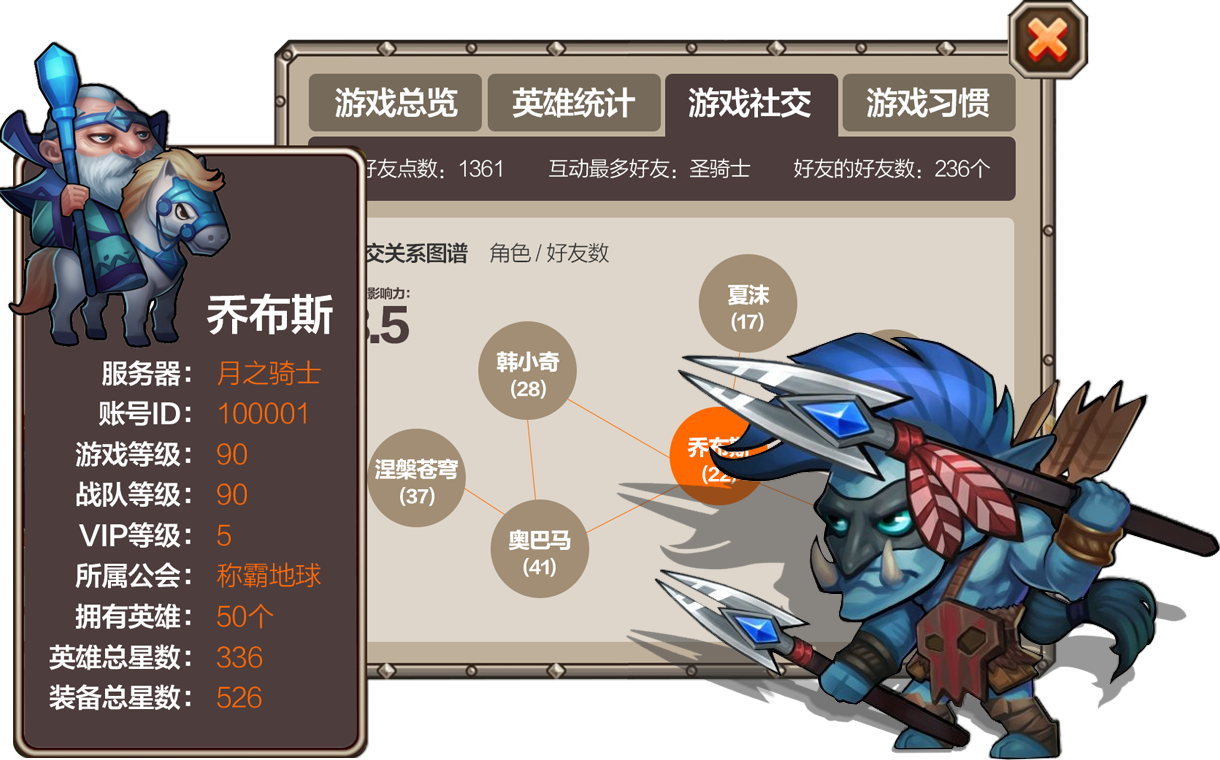 游戏总览
英雄统计
游戏社交
游戏习惯
好友点数：1361
互动最多好友：圣骑士
好友的好友数：236个
交关系图谱
角色 / 好友数
影响力：
.5
夏沫
(17)
韩小奇
(28)
乔布斯
(22)
涅槃苍穹
(37)
奥巴马
(41)
乔布斯
服务器：月之骑士
账号ID：100001
游戏等级：90
战队等级：90
VIP等级：5
所属公会：称霸地球
拥有英雄：50个
英雄总星数：336
装备总星数：526